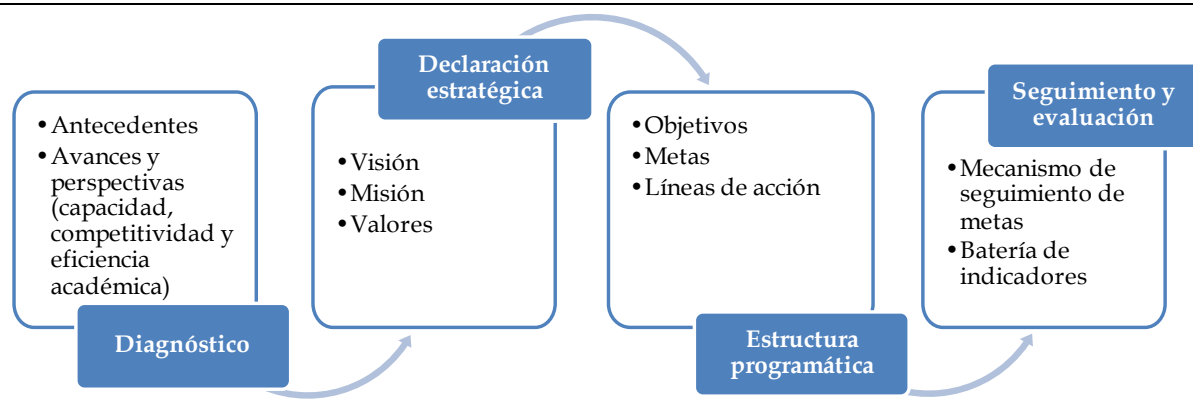 • Antecedentes
• Avances y
perspectivas
(capacidad,
competitividad y
eficiencia
académica)
Diagnóstico
Declaración
estratégica
• Visión
• Misión
• Valores
• Objetivos
• Metas
• Líneas de acción
Estructura
programática
Seguimiento y
evaluación
• Mecanismo de
seguimiento de
metas
• Batería de
indicadores